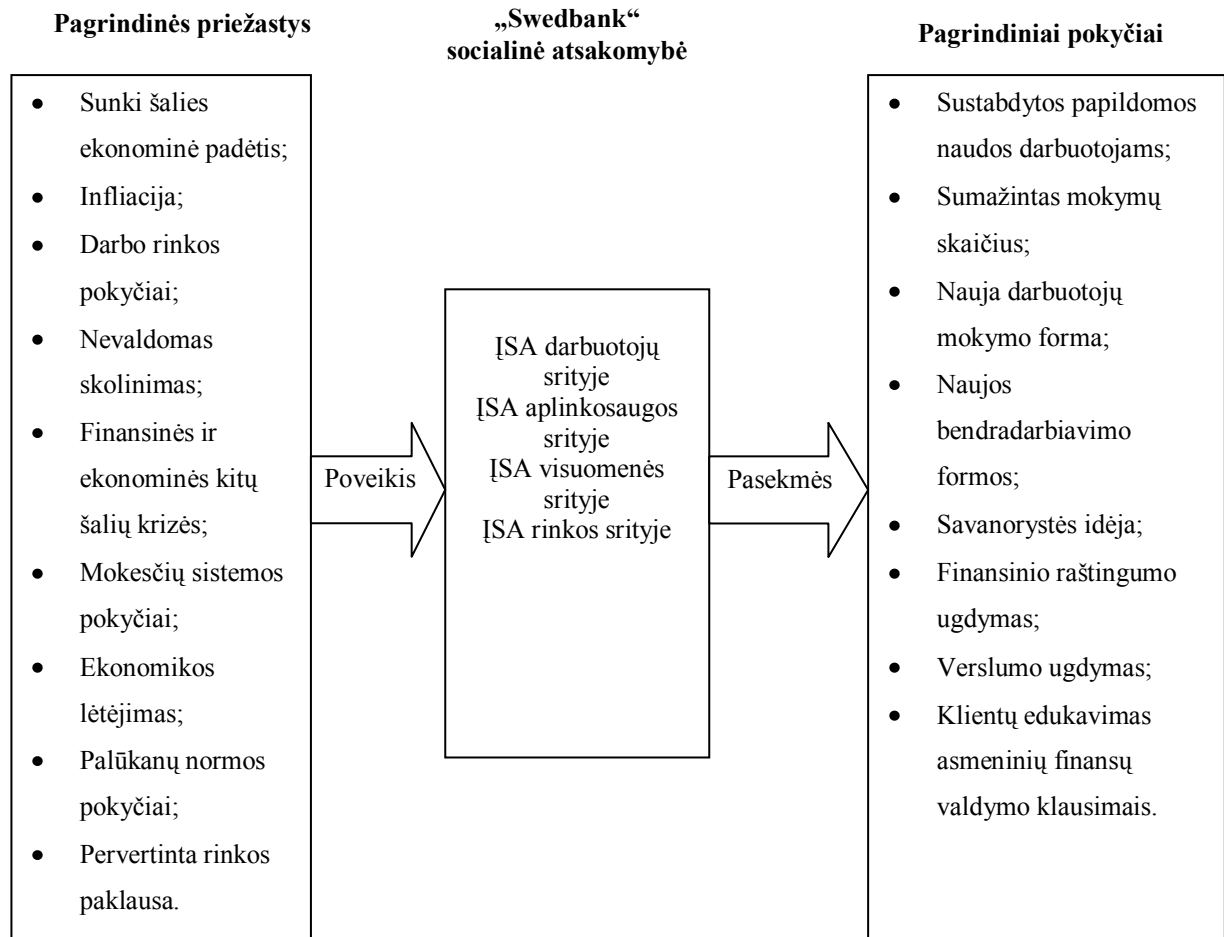 Pagrindinės priežastys
● Sunki šalies
ekonominė padėtis;
● Infliacija;
● Darbo rinkos
pokyčiai;
● Nevaldomas
skolinimas;
● Finansinės ir
ekonominės kitų
šalių krizės;
● Mokesčių sistemos
pokyčiai;
● Ekonomikos
lėtėjimas;
● Palūkanų normos
pokyčiai;
● Pervertinta rinkos
paklausa.
Poveikis
„Swedbank“
socialinė atsakomybė
ĮSA darbuotojų
srityje
ĮSA aplinkosaugos
srityje
ĮSA visuomenės
srityje
ĮSA rinkos srityje
Pasekmės
Pagrindiniai pokyčiai
● Sustabdytos papildomos
naudos darbuotojams;
● Sumažintas mokymų
skaičius;
● Nauja darbuotojų
mokymo forma;
● Naujos
bendradarbiavimo
formos;
● Savanorystės idėja;
● Finansinio raštingumo
ugdymas;
● Verslumo ugdymas;
● Klientų edukavimas
asmeninių finansų
valdymo klausimais.